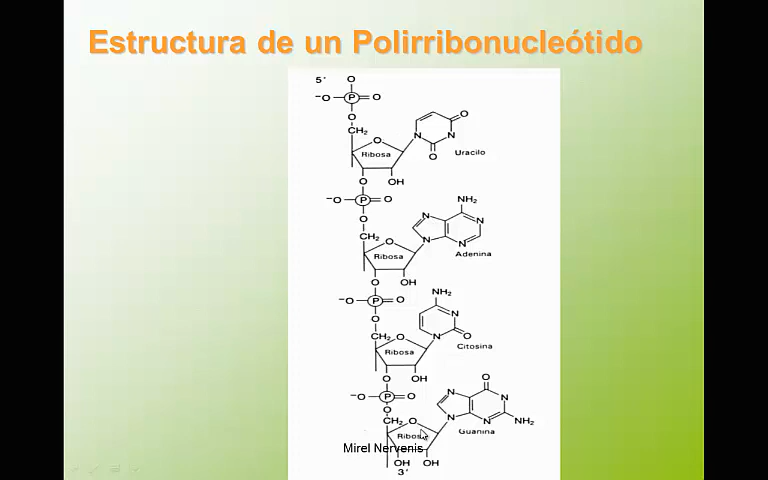 Estructura de un Polirribonucleótido
5' O
⁻O P O
O
CH₂
O N O
N
Ribosa
O
Uracilo
O OH
⁻O P O
O
NH₂
CH₂
O N N
N N
Ribosa
Adenina
O OH
⁻O P O
O
NH₂
CH₂
O N N
O
Ribosa
Citosina
O OH
⁻O P O
O
O
CH₂
O N N
N N NH₂
Ribosa
Guanina
Mirel Nervenis
OH OH
3'